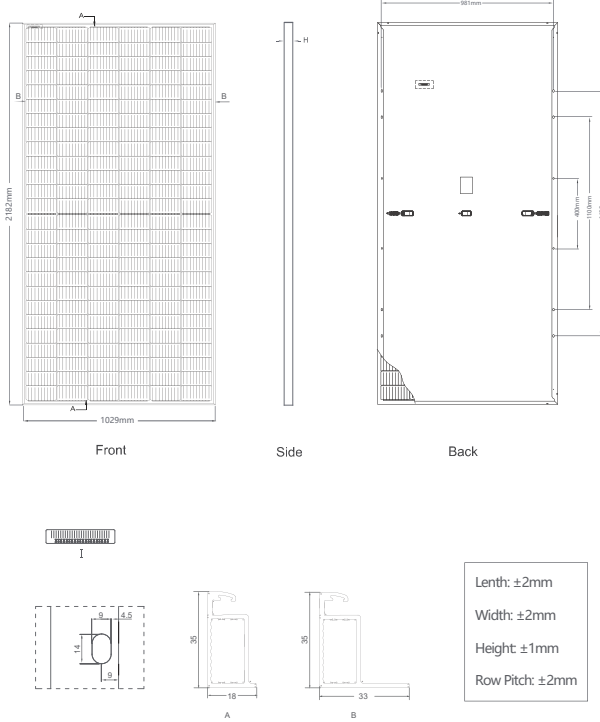 981mm
A
H
B
B
2182mm
400mm
1100mm
A
1029mm
Front
Side
Back
I
9
4.5
14
9
35
18
A
35
33
B
Lenth: ±2mm
Width: ±2mm
Height: ±1mm
Row Pitch: ±2mm